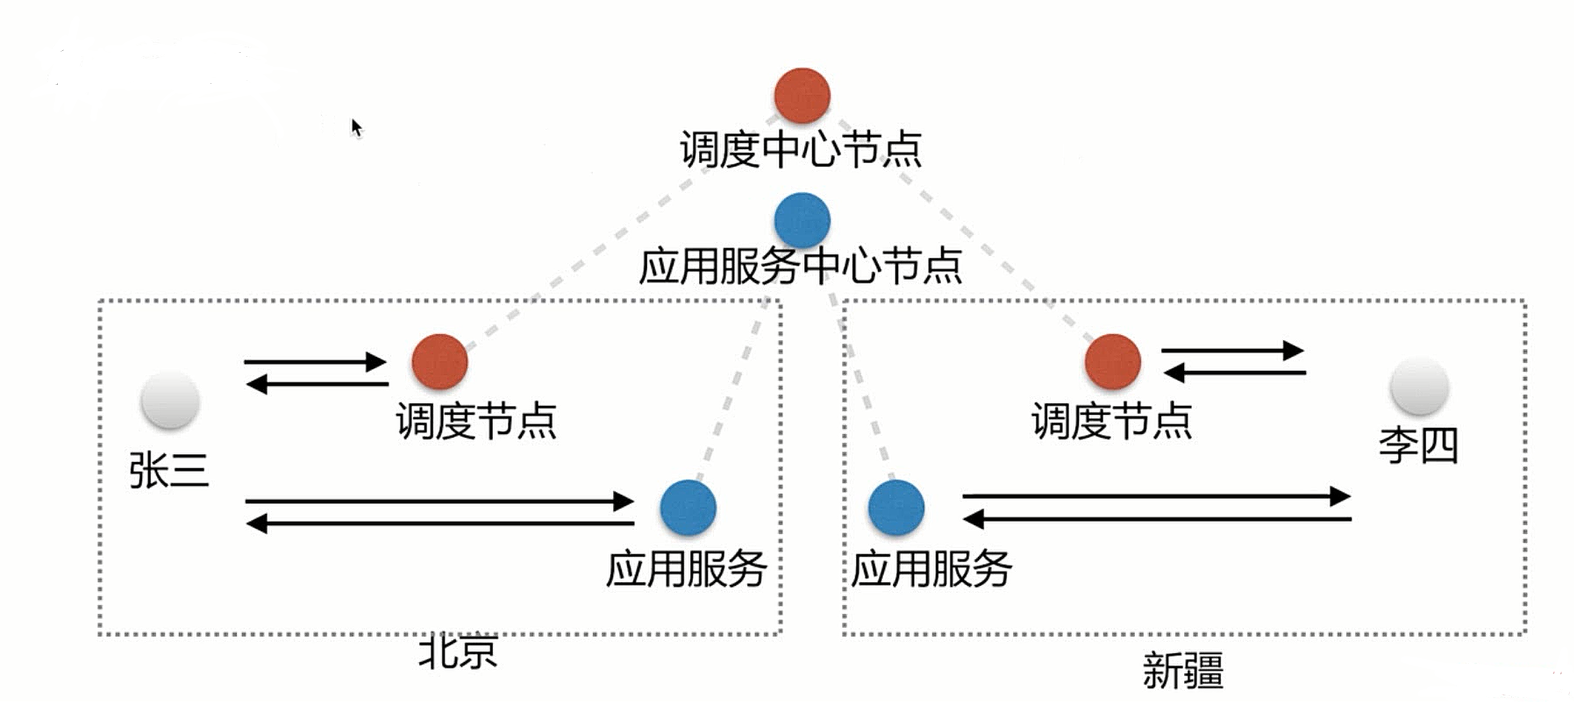 调度中心节点
应用服务中心节点
调度节点
张三
应用服务
北京
调度节点
李四
应用服务
新疆